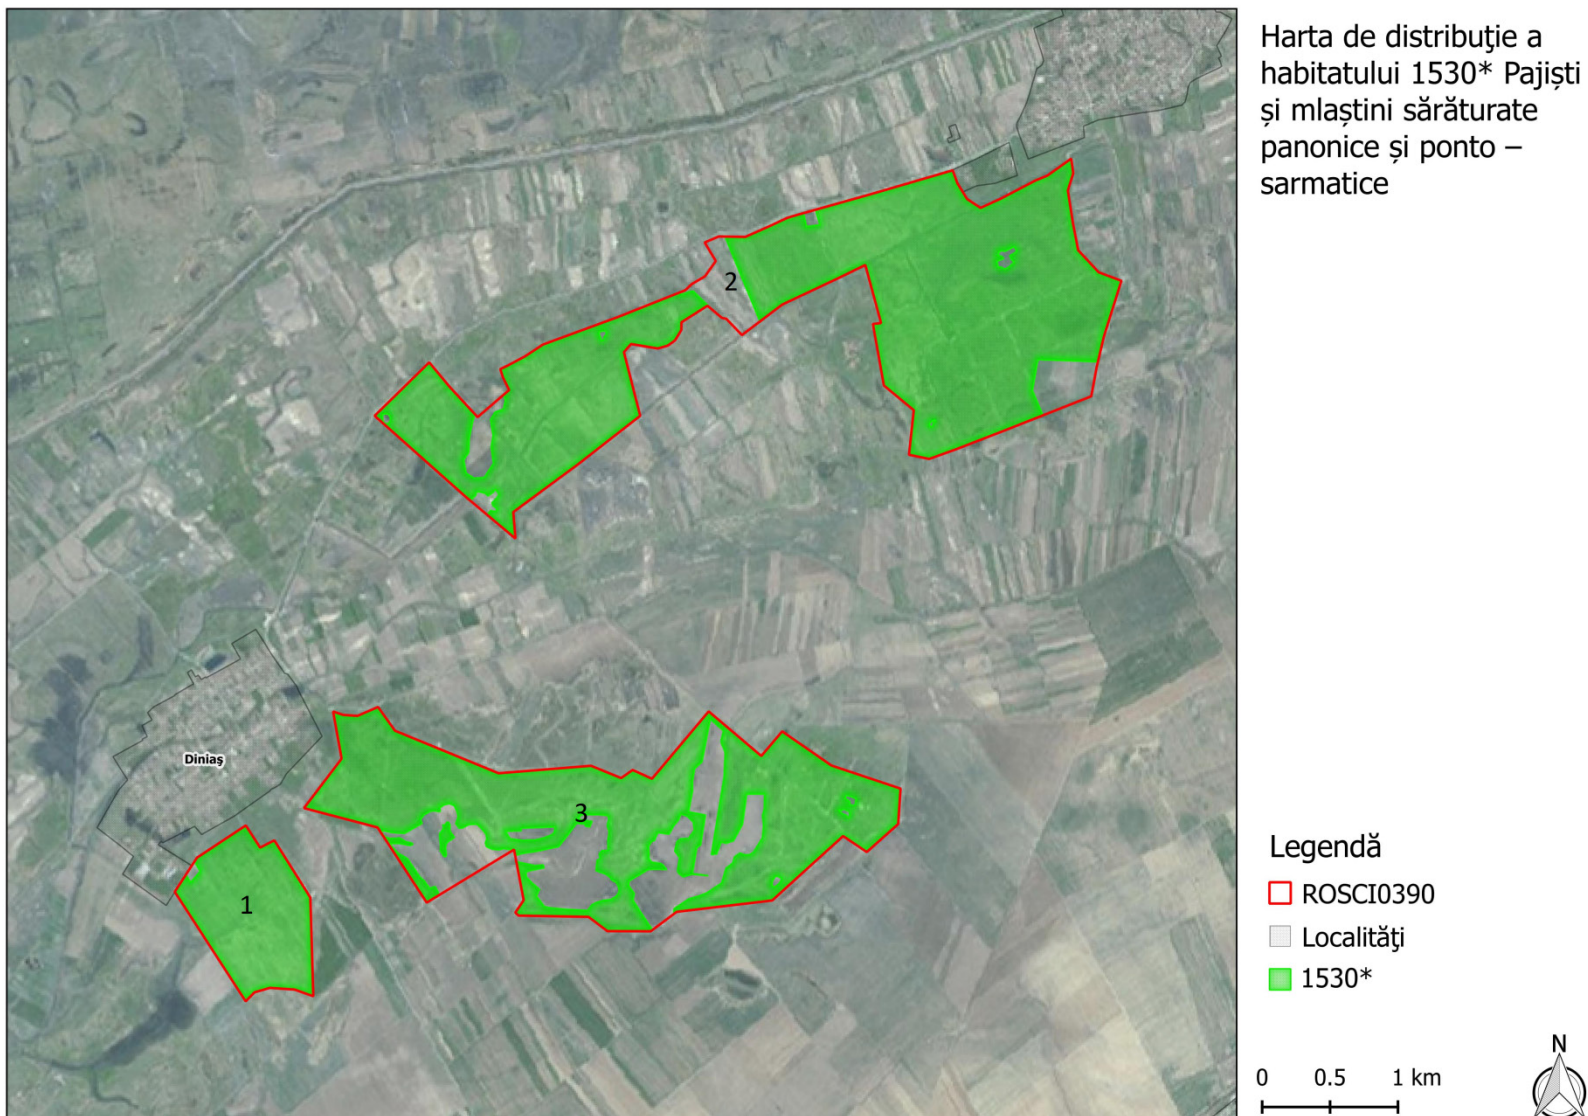 Harta de distribuţie a
habitatului 1530* Pajiști
și mlaștini sărăturate
panonice și ponto –
sarmatice
2
Diniaş
3
1
Legendă
ROSCI0390
Localităţi
1530*
N
0 0.5 1 km